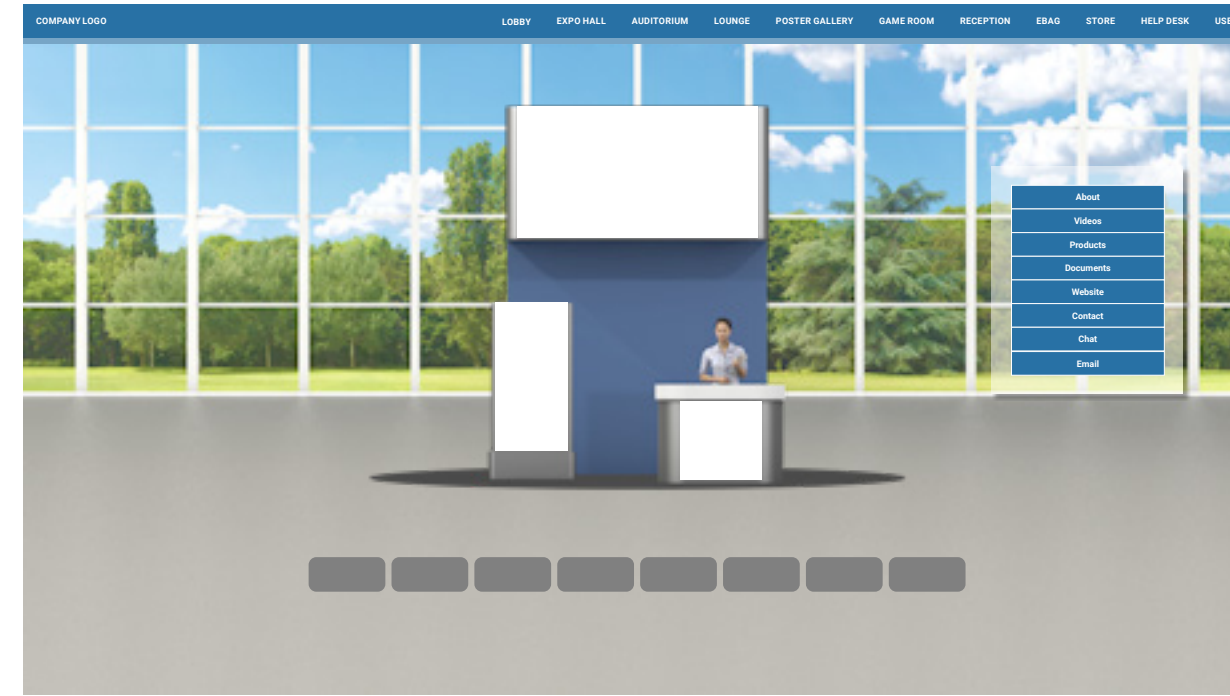 COMPANY LOGO
LOBBY EXPO HALL AUDITORIUM LOUNGE POSTER GALLERY GAME ROOM RECEPTION EBAG STORE HELP DESK USE
About
Videos
Products
Documents
Website
Contact
Chat
Email